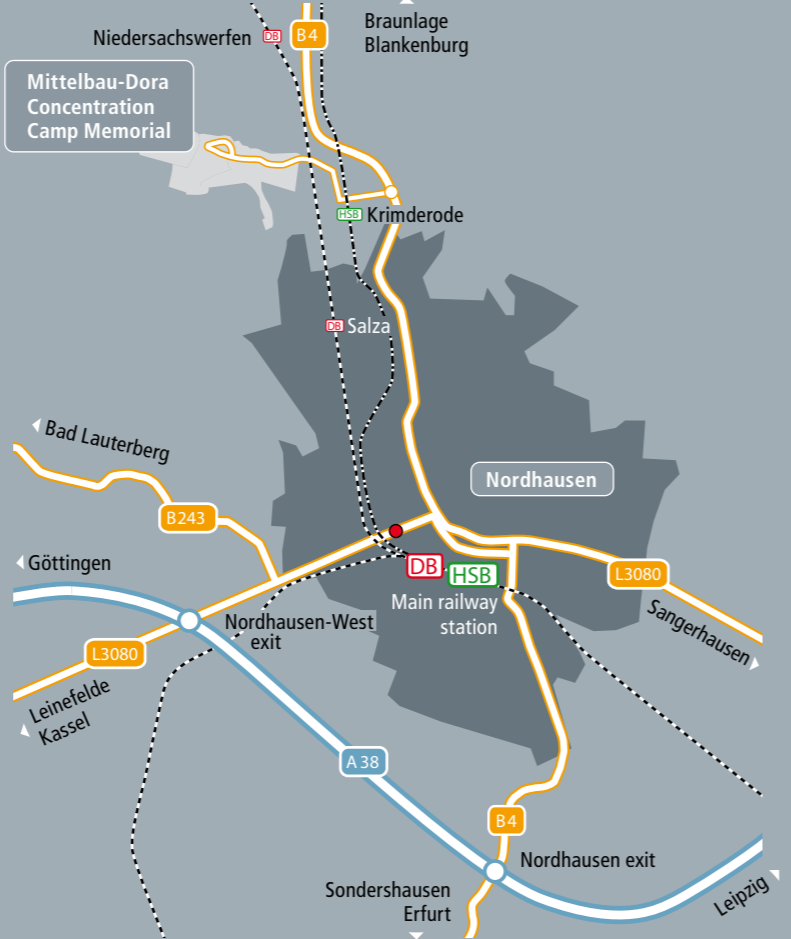 Braunlage
Blankenburg
Niedersachswerfen
DB
B4
Mittelbau-Dora
Concentration
Camp Memorial
HSB
Krimderode
DB
Salza
Bad Lauterberg
Nordhausen
B243
Göttingen
DB
HSB
L3080
Main railway
station
Sangerhausen
Nordhausen-West
exit
L3080
Leinefelde
Kassel
A 38
B4
Nordhausen exit
Sondershausen
Erfurt
Leipzig